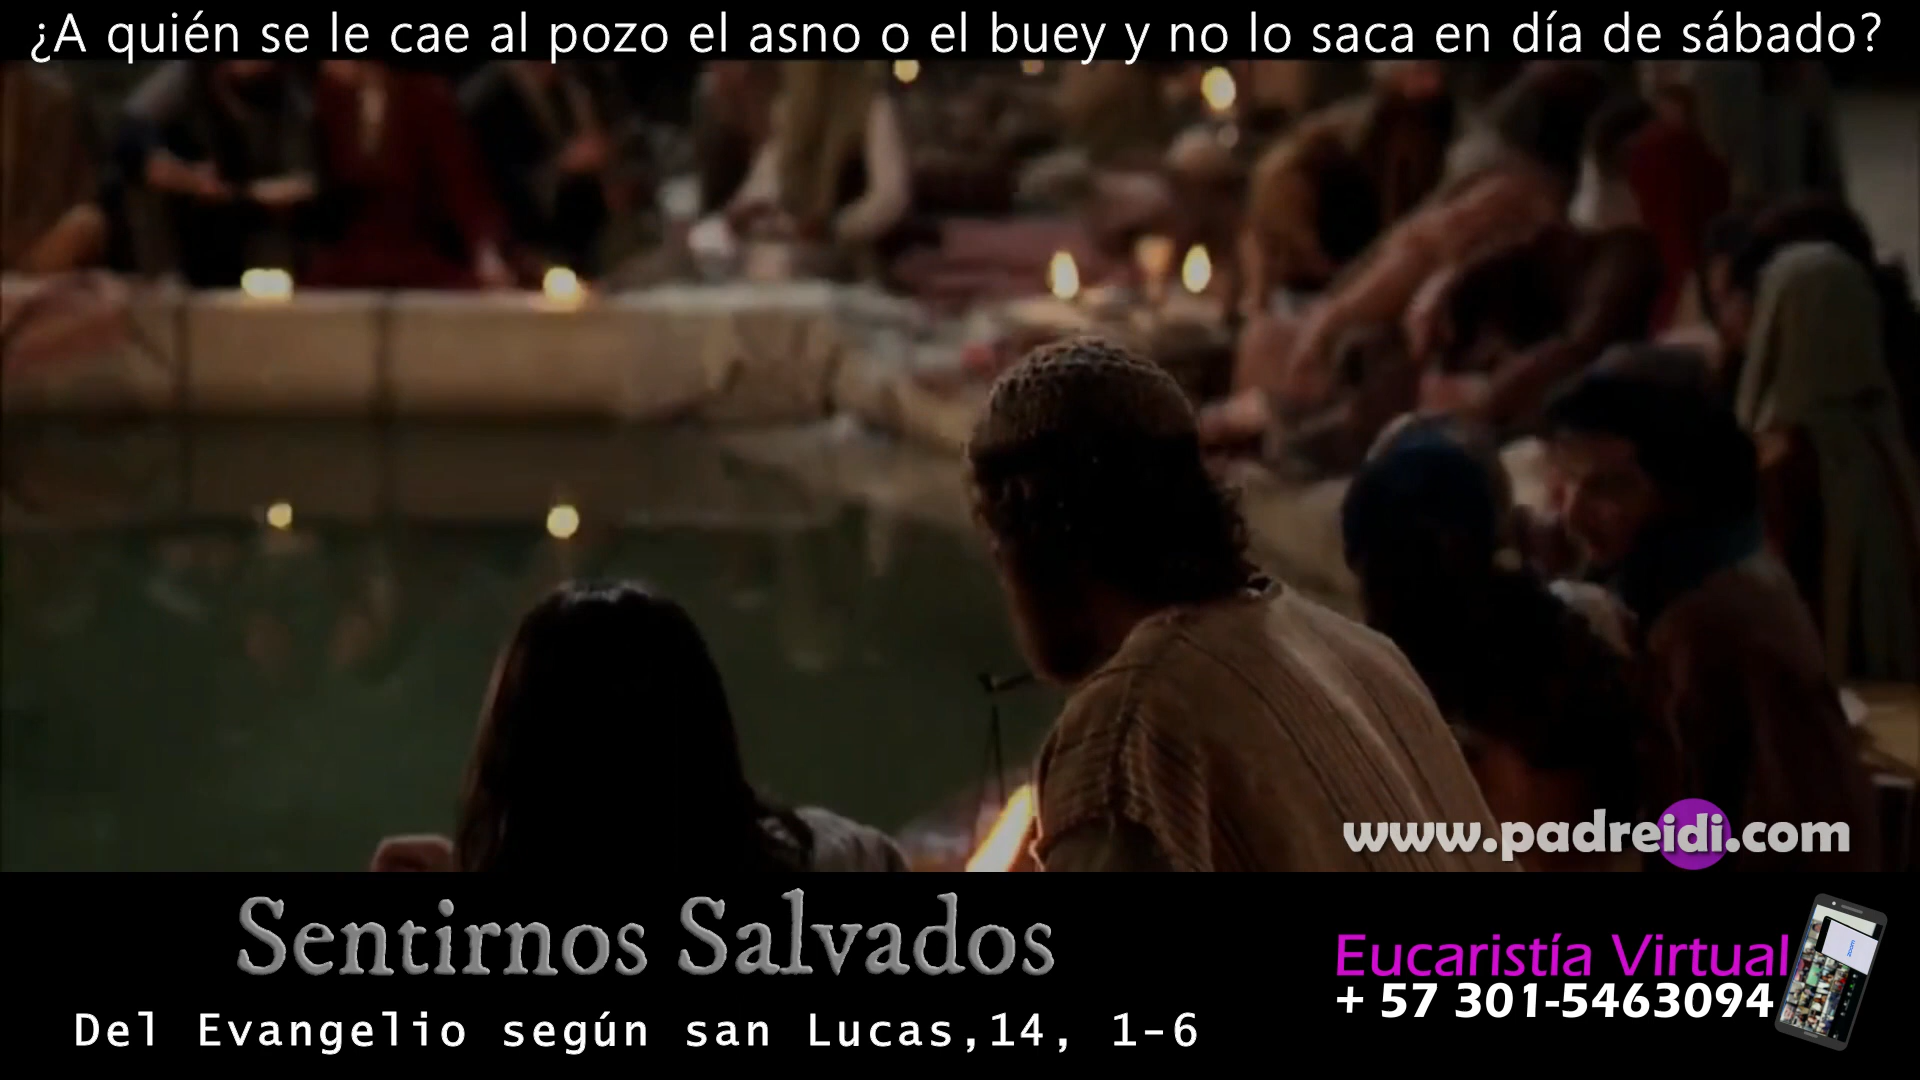 ¿A quién se le cae al pozo el asno o el buey y no lo saca en día de sábado?
www.padreidi.com
Sentirnos Salvados
Del Evangelio según san Lucas,14, 1-6
Eucaristía Virtual
+ 57 301-5463094
zoom